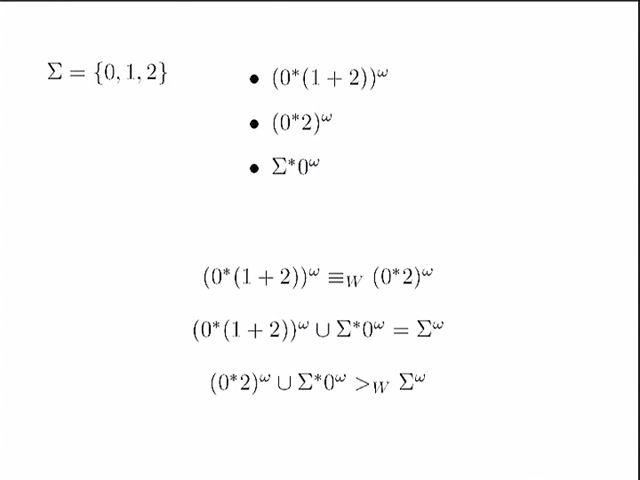 Σ = {0, 1, 2}
• (0*(1 + 2))^ω
• (0*2)^ω
• Σ*0^ω
(0*(1 + 2))^ω ≡_W (0*2)^ω
(0*(1 + 2))^ω ∪ Σ*0^ω = Σ^ω
(0*2)^ω ∪ Σ*0^ω >_W Σ^ω